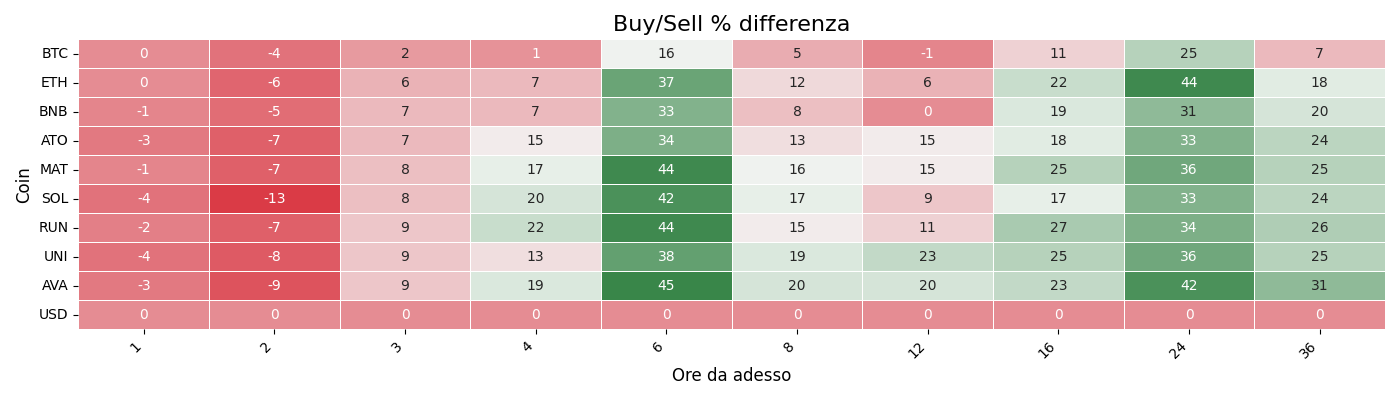 Buy/Sell % differenza
Coin
BTC 0 -4 2 1 16 5 -1 11 25 7
ETH 0 -6 6 7 37 12 6 22 44 18
BNB -1 -5 7 7 33 8 0 19 31 20
ATO -3 -7 7 15 34 13 15 18 33 24
MAT -1 -7 8 17 44 16 15 25 36 25
SOL -4 -13 8 20 42 17 9 17 33 24
RUN -2 -7 9 22 44 15 11 27 34 26
UNI -4 -8 9 13 38 19 23 25 36 25
AVA -3 -9 9 19 45 20 20 23 42 31
USD 0 0 0 0 0 0 0 0 0 0
1 2 3 4 6 8 12 16 24 36
Ore da adesso